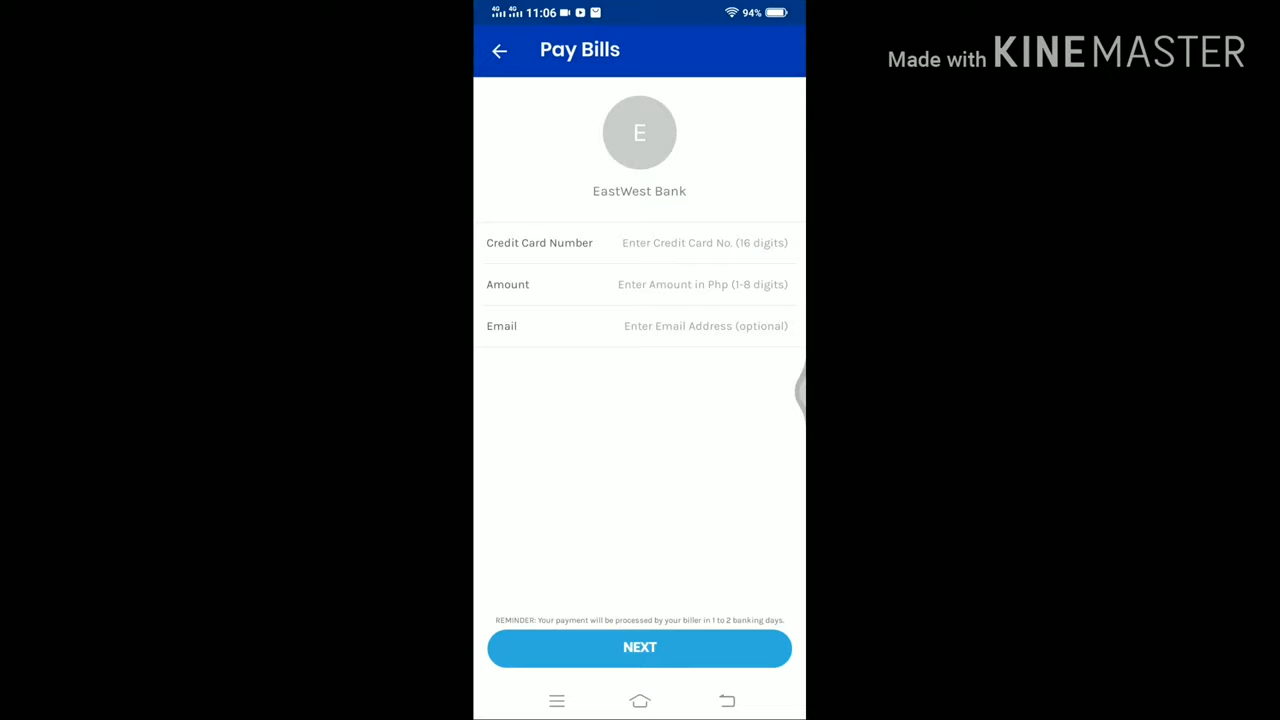 4G 4G 11:06 94%
Made with KINEMASTER
Pay Bills
E
EastWest Bank
Credit Card Number Enter Credit Card No. (16 digits)
Amount Enter Amount in Php (1-8 digits)
Email Enter Email Address (optional)
REMINDER: Your payment will be processed by your biller in 1 to 2 banking days.
NEXT